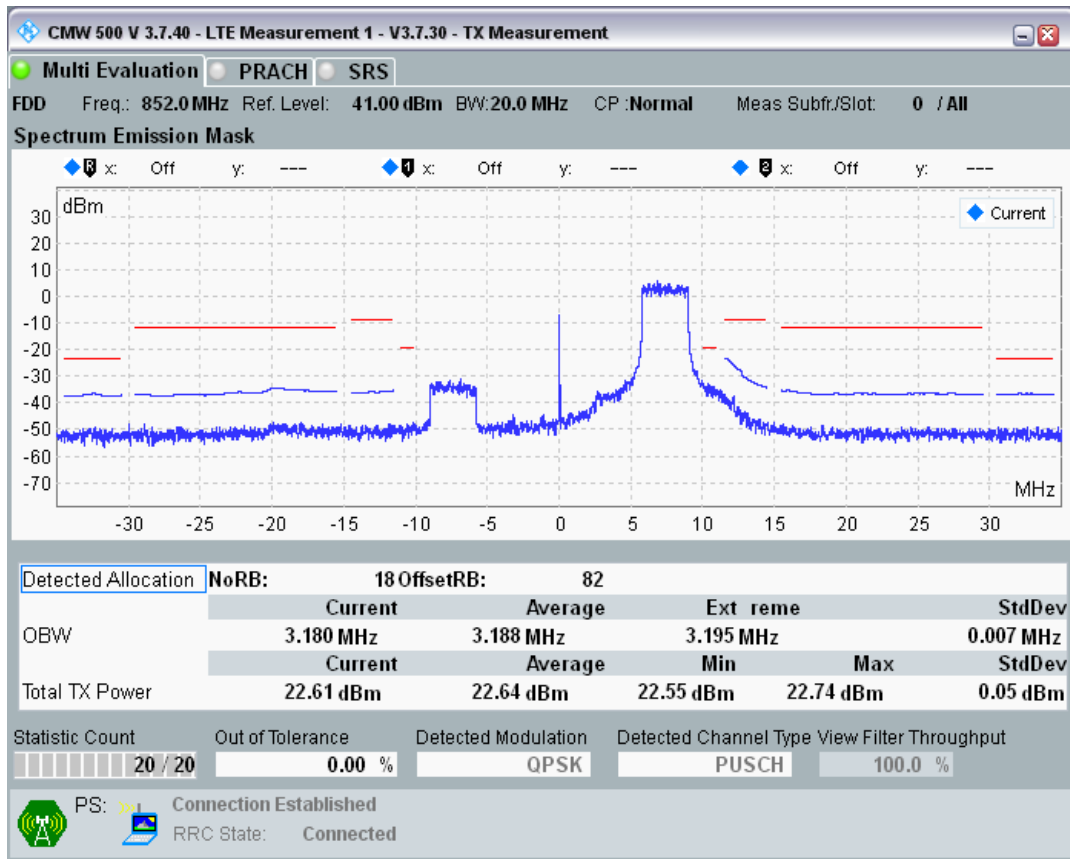 CMW 500 V 3.7.40 - LTE Measurement 1 - V3.7.30 - TX Measurement
Multi Evaluation PRACH SRS
FDD Freq.: 852.0 MHz Ref. Level: 41.00 dBm BW:20.0 MHz CP :Normal Meas Subfr./Slot: 0 / All
Spectrum Emission Mask
R x: Off y: --- 1 x: Off y: --- 2 x: Off y: ---
dBm
Current
30
20
10
0
-10
-20
-30
-40
-50
-60
-70
MHz
-30 -25 -20 -15 -10 -5 0 5 10 15 20 25 30
Detected Allocation NoRB: 18 OffsetRB: 82
Current Average Ext reme StdDev
OBW 3.180 MHz 3.188 MHz 3.195 MHz 0.007 MHz
Current Average Min Max StdDev
Total TX Power 22.61 dBm 22.64 dBm 22.55 dBm 22.74 dBm 0.05 dBm
Statistic Count Out of Tolerance Detected Modulation Detected Channel Type View Filter Throughput
20 / 20 0.00 % QPSK PUSCH 100.0 %
PS: Connection Established
RRC State: Connected